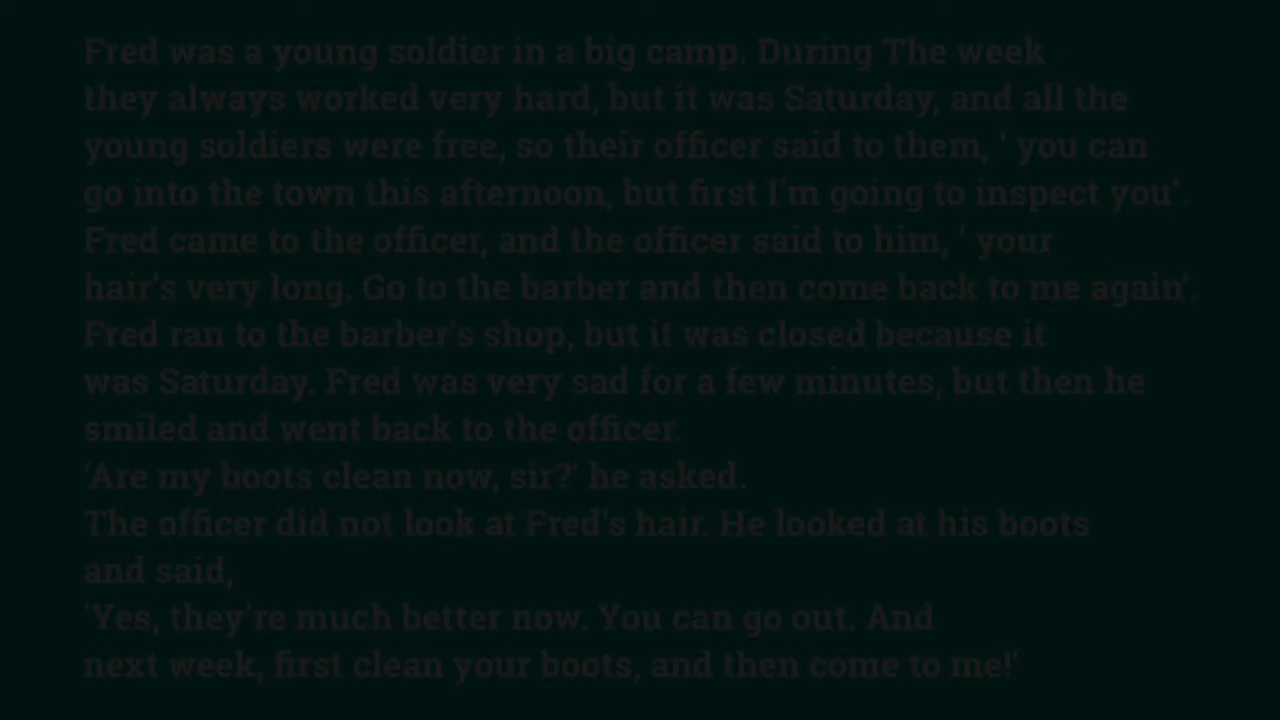 Fred was a young soldier in a big camp. During The week
they always worked very hard, but it was Saturday, and all the
young soldiers were free, so their officer said to them, ‘ you can
go into the town this afternoon, but first I'm going to inspect you’.
Fred came to the officer, and the officer said to him, ‘ your
hair's very long. Go to the barber and then come back to me again’.
Fred ran to the barber's shop, but it was closed because it
was Saturday. Fred was very sad for a few minutes, but then he
smiled and went back to the officer.
'Are my boots clean now, sir?' he asked.
The officer did not look at Fred's hair. He looked at his boots
and said,
'Yes, they're much better now. You can go out. And
next week, first clean your boots, and then come to me!'